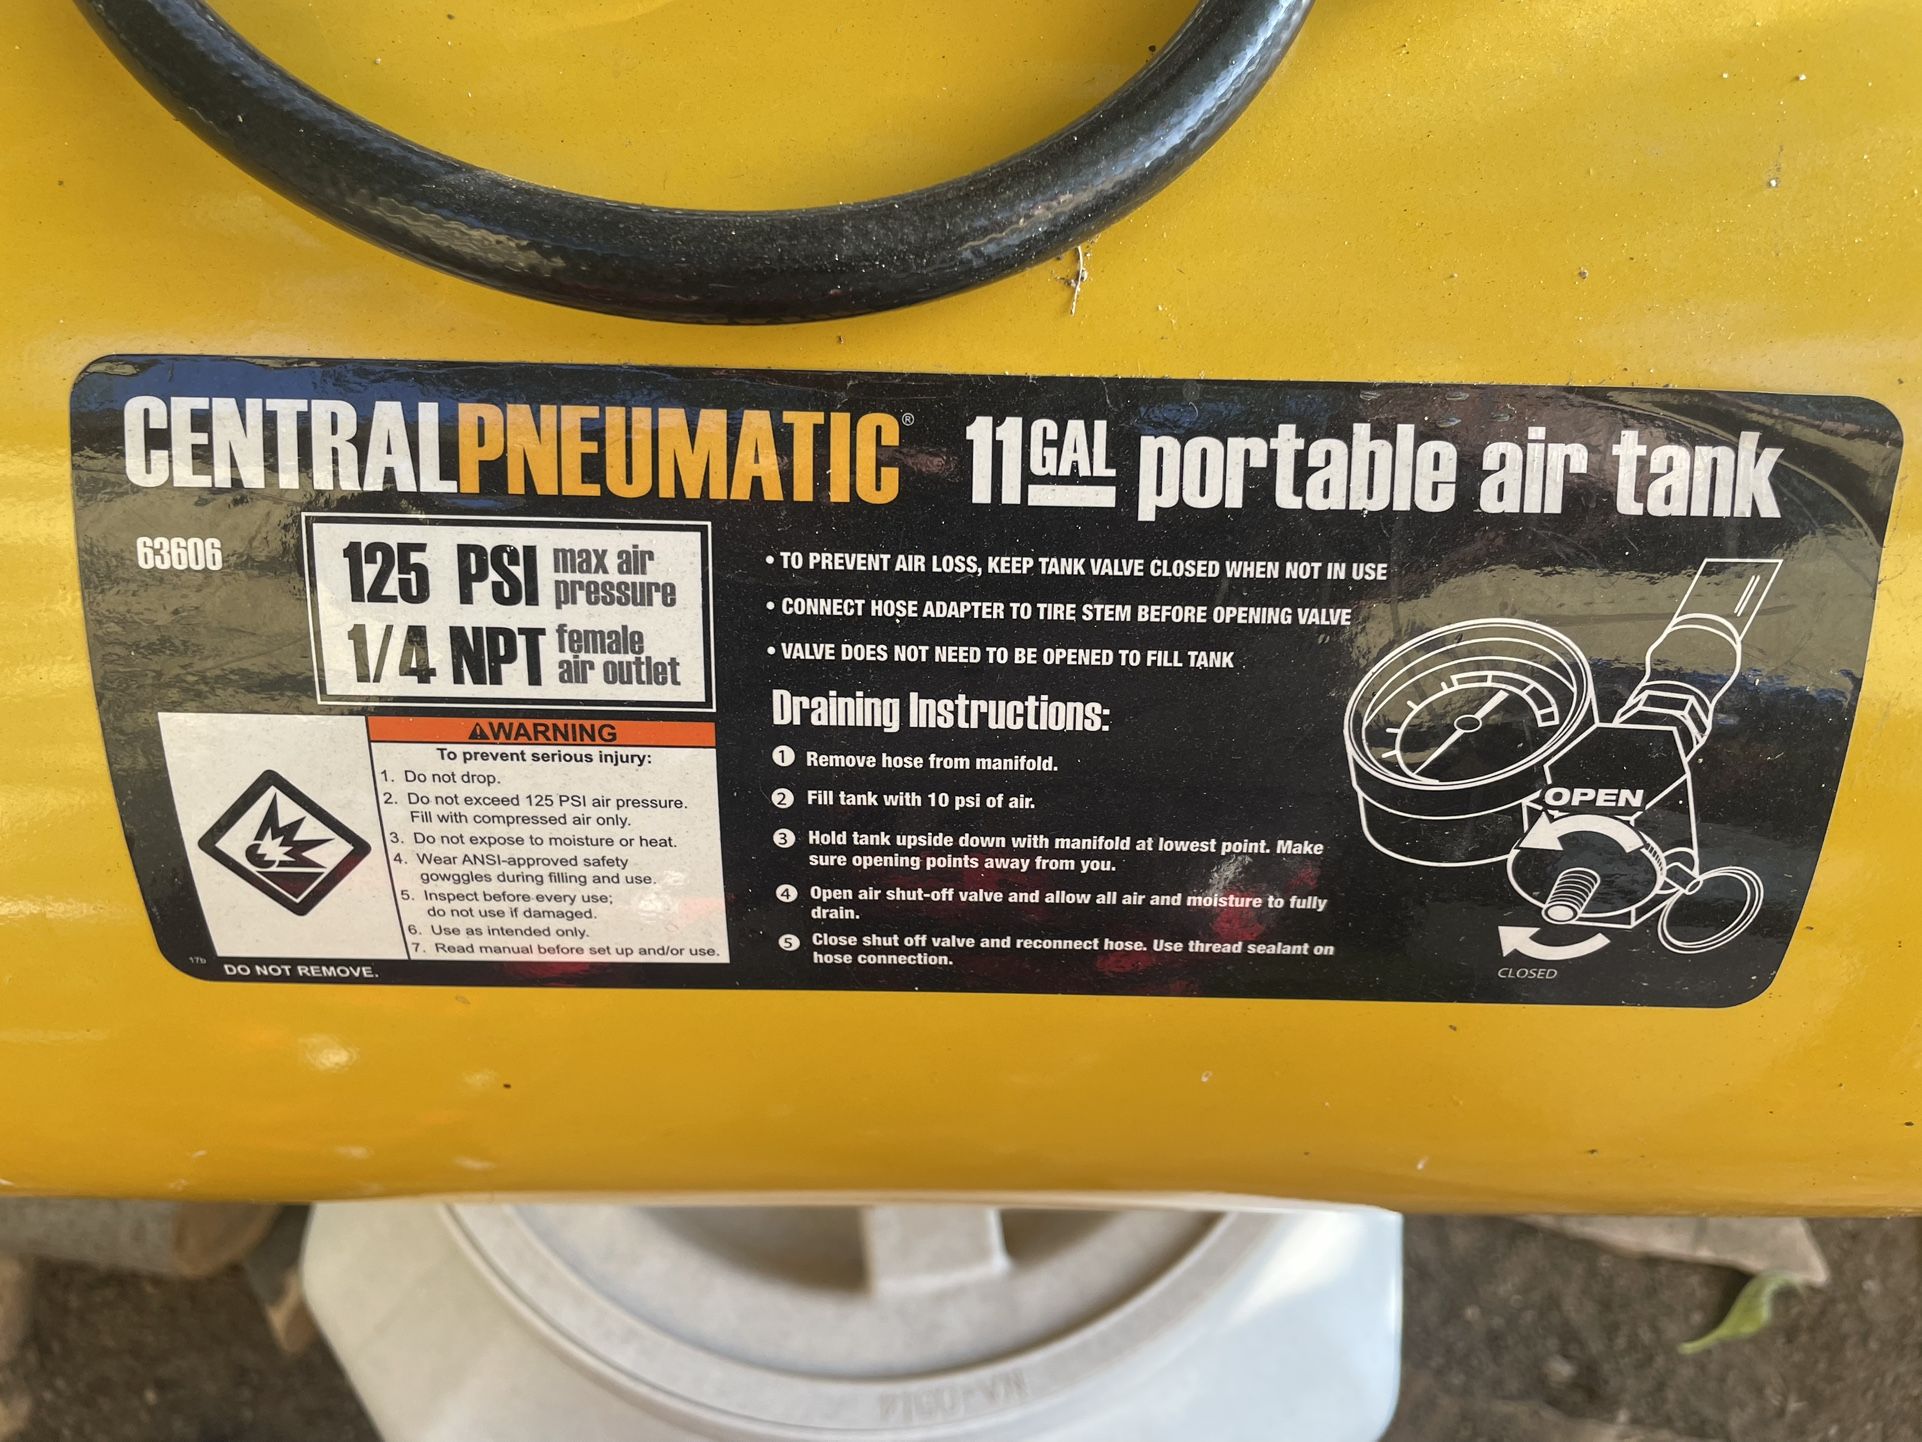 CENTRALPNEUMATIC®
11 GAL portable air tank
63606
125 PSI max air pressure
1/4 NPT female air outlet
WARNING
To prevent serious injury:
1. Do not drop.
2. Do not exceed 125 PSI air pressure.
Fill with compressed air only.
3. Do not expose to moisture or heat.
4. Wear ANSI-approved safety
gowggles during filling and use.
5. Inspect before every use;
do not use if damaged.
6. Use as intended only.
7. Read manual before set up and/or use.
17b
DO NOT REMOVE.
• TO PREVENT AIR LOSS, KEEP TANK VALVE CLOSED WHEN NOT IN USE
• CONNECT HOSE ADAPTER TO TIRE STEM BEFORE OPENING VALVE
• VALVE DOES NOT NEED TO BE OPENED TO FILL TANK
Draining Instructions:
1 Remove hose from manifold.
2 Fill tank with 10 psi of air.
3 Hold tank upside down with manifold at lowest point. Make
sure opening points away from you.
4 Open air shut-off valve and allow all air and moisture to fully
drain.
5 Close shut off valve and reconnect hose. Use thread sealant on
hose connection.
OPEN
CLOSED